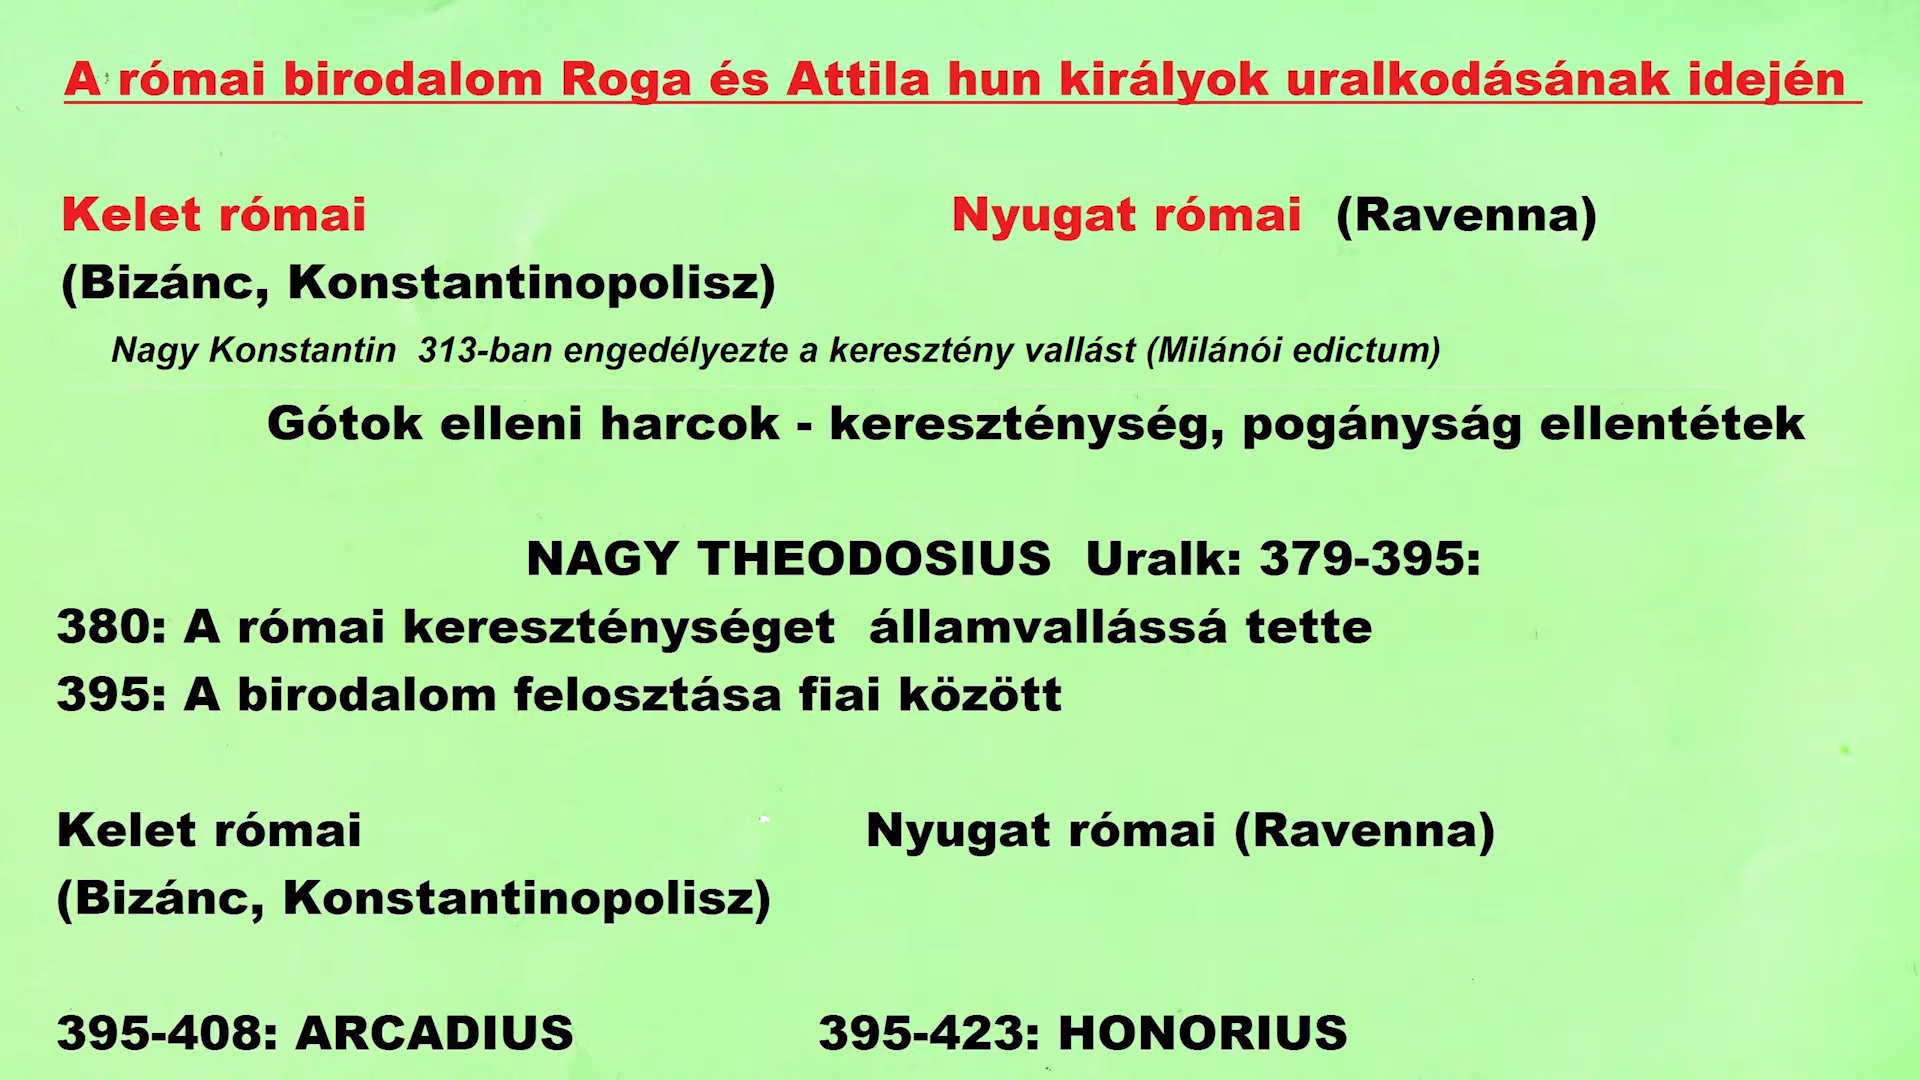 A római birodalom Roga és Attila hun királyok uralkodásának idején
Kelet római Nyugat római (Ravenna)
(Bizánc, Konstantinopolisz)
Nagy Konstantin 313-ban engedélyezte a keresztény vallást (Milánói edictum)
Gótok elleni harcok - kereszténység, pogányság ellentétek
NAGY THEODOSIUS Uralk: 379-395:
380: A római kereszténységet államvallássá tette
395: A birodalom felosztása fiai között
Kelet római Nyugat római (Ravenna)
(Bizánc, Konstantinopolisz)
395-408: ARCADIUS 395-423: HONORIUS